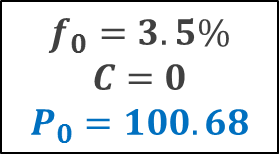 f₀ = 3.5%
C = 0
P₀ = 100.68